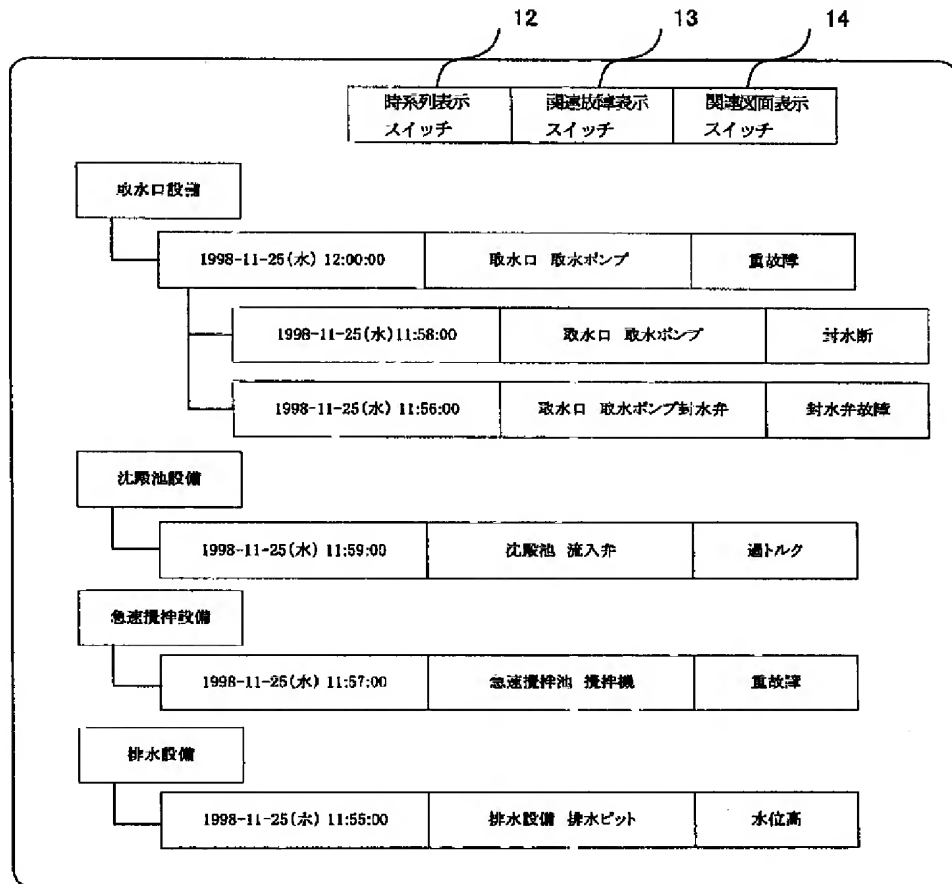 12
13
14
時系列表示
スイッチ
関連故障表示
スイッチ
関連図面表示
スイッチ
取水口設備
1998-11-25(水) 12:00:00
取水口 取水ポンプ
重故障
1998-11-25(水) 11:58:00
取水口 取水ポンプ
封水断
1998-11-25(水) 11:56:00
取水口 取水ポンプ封水弁
封水弁故障
沈殿池設備
1998-11-25(水) 11:59:00
沈殿池 流入弁
過トルク
急速攪拌設備
1998-11-25(水) 11:57:00
急速攪拌池 攪拌機
重故障
排水設備
1998-11-25(水) 11:55:00
排水設備 排水ピット
水位高